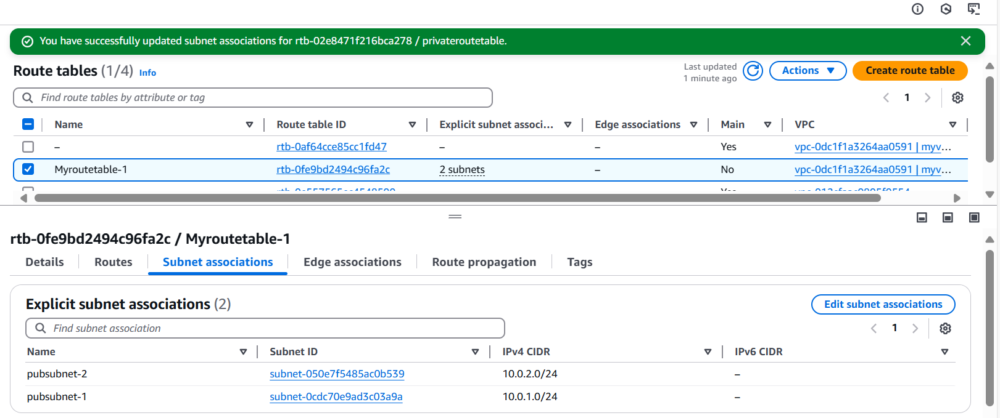 You have successfully updated subnet associations for rtb-02e8471f216bca278 / privateroutetable.
Route tables (1/4) Info
Last updated
1 minute ago
Actions
Create route table
Find route tables by attribute or tag
1
Name Route table ID Explicit subnet associ... Edge associations Main VPC
– rtb-0af64cce85cc1fd47 – – Yes vpc-0dc1f1a3264aa0591 | myv...
Myroutetable-1 rtb-0fe9bd2494c96fa2c 2 subnets – No vpc-0dc1f1a3264aa0591 | myv...
rtb-0fe9bd2494c96fa2c / Myroutetable-1
Details Routes Subnet associations Edge associations Route propagation Tags
Explicit subnet associations (2)
Edit subnet associations
Find subnet association
1
Name Subnet ID IPv4 CIDR IPv6 CIDR
pubsubnet-2 subnet-050e7f5485ac0b539 10.0.2.0/24 –
pubsubnet-1 subnet-0cdc70e9ad3c03a9a 10.0.1.0/24 –